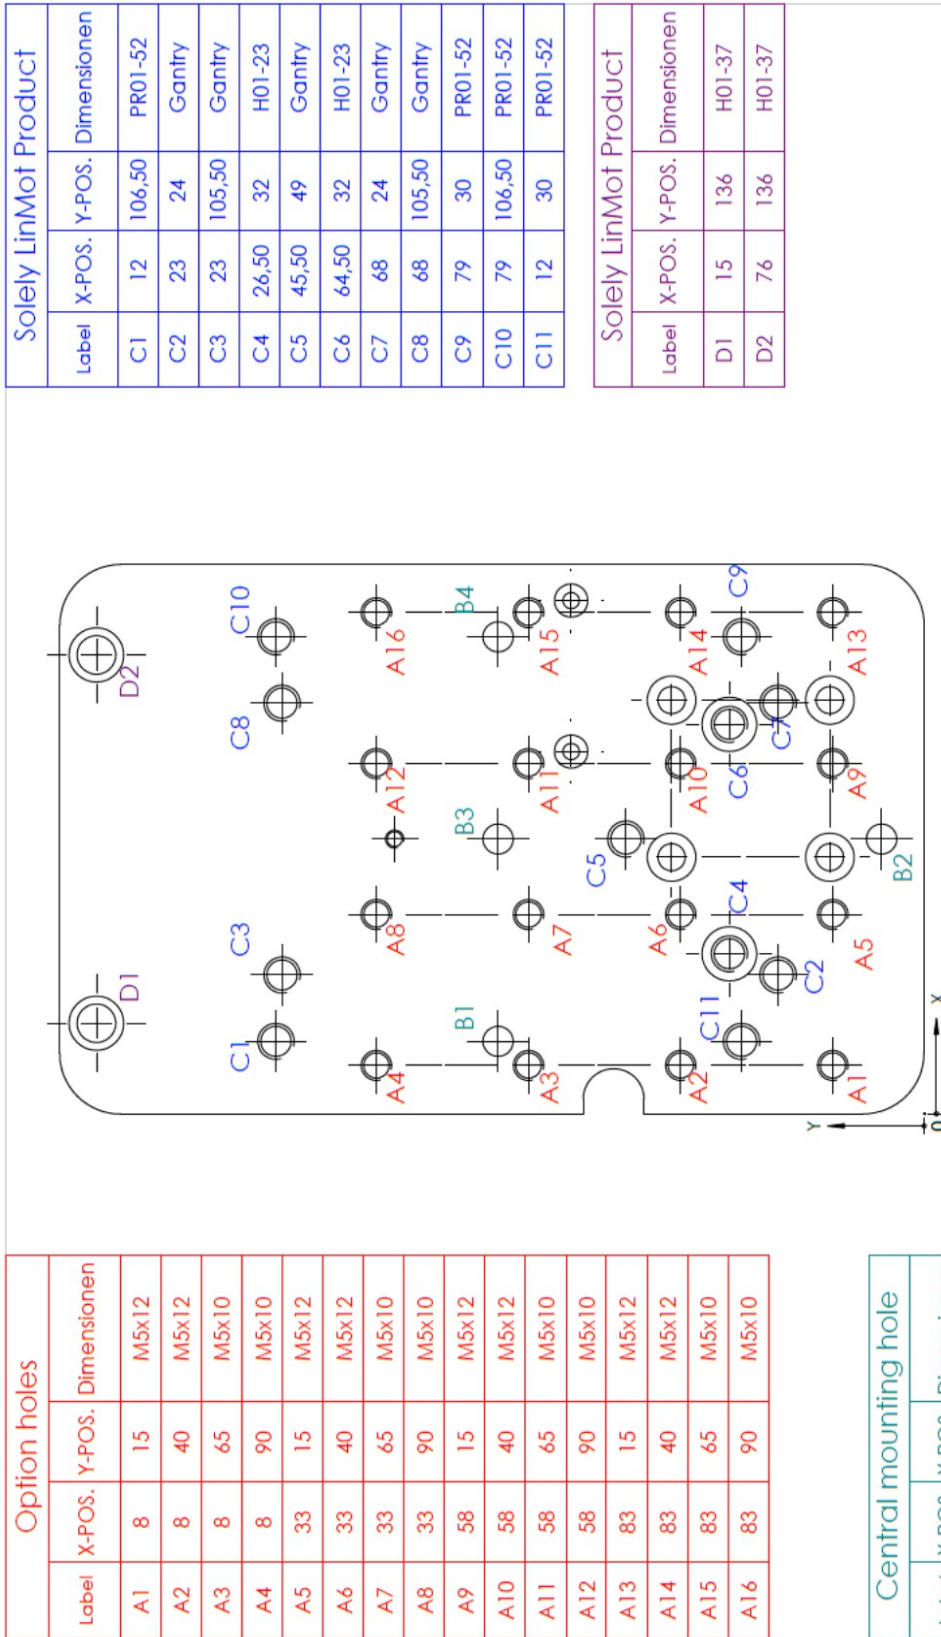 Option holes
Label X-POS. Y-POS. Dimensionen
A1 8 15 M5x12
A2 8 40 M5x12
A3 8 65 M5x10
A4 8 90 M5x10
A5 33 15 M5x12
A6 33 40 M5x12
A7 33 65 M5x10
A8 33 90 M5x10
A9 58 15 M5x12
A10 58 40 M5x12
A11 58 65 M5x10
A12 58 90 M5x10
A13 83 15 M5x12
A14 83 40 M5x12
A15 83 65 M5x10
A16 83 90 M5x10
Central mounting hole
D1 D2
C1 C3 C8 C10
A4 A8 A12 A16
B1 B3 B4
A3 A7 A11 A15
C5
A2 A6 A10 A14
C11 C4 C6 C9
C2 C7
A1 A5 A9 A13
B2
Y
0
X
Solely LinMot Product
Label X-POS. Y-POS. Dimensionen
C1 12 106,50 PR01-52
C2 23 24 Gantry
C3 23 105,50 Gantry
C4 26,50 32 H01-23
C5 45,50 49 Gantry
C6 64,50 32 H01-23
C7 68 24 Gantry
C8 68 105,50 Gantry
C9 79 30 PR01-52
C10 79 106,50 PR01-52
C11 12 30 PR01-52
Solely LinMot Product
Label X-POS. Y-POS. Dimensionen
D1 15 136 H01-37
D2 76 136 H01-37